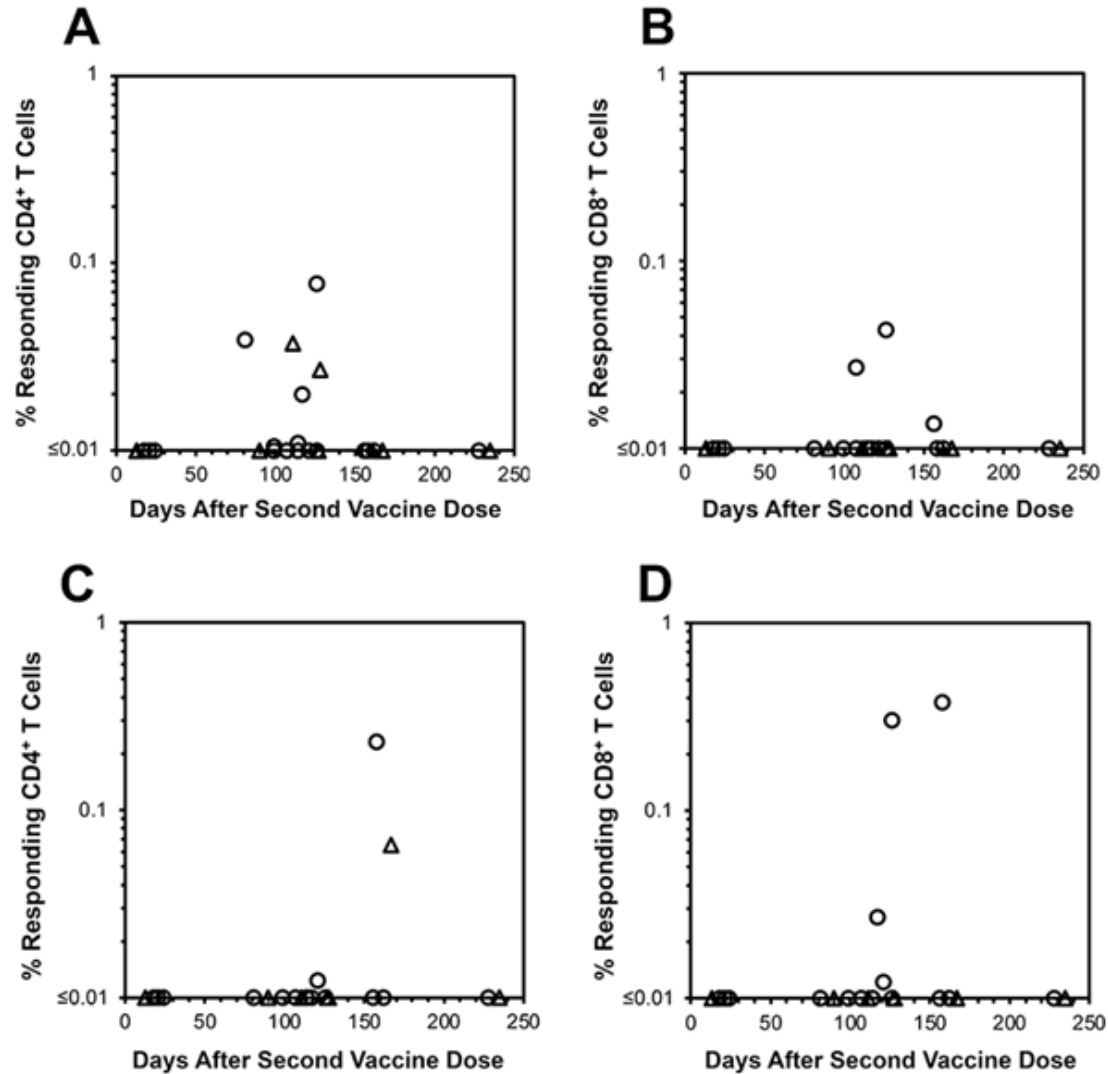 A
% Responding CD4⁺ T Cells
1
0.1
≤0.01
0 50 100 150 200 250
Days After Second Vaccine Dose
B
% Responding CD8⁺ T Cells
1
0.1
≤0.01
0 50 100 150 200 250
Days After Second Vaccine Dose
C
% Responding CD4⁺ T Cells
1
0.1
≤0.01
0 50 100 150 200 250
Days After Second Vaccine Dose
D
% Responding CD8⁺ T Cells
1
0.1
≤0.01
0 50 100 150 200 250
Days After Second Vaccine Dose